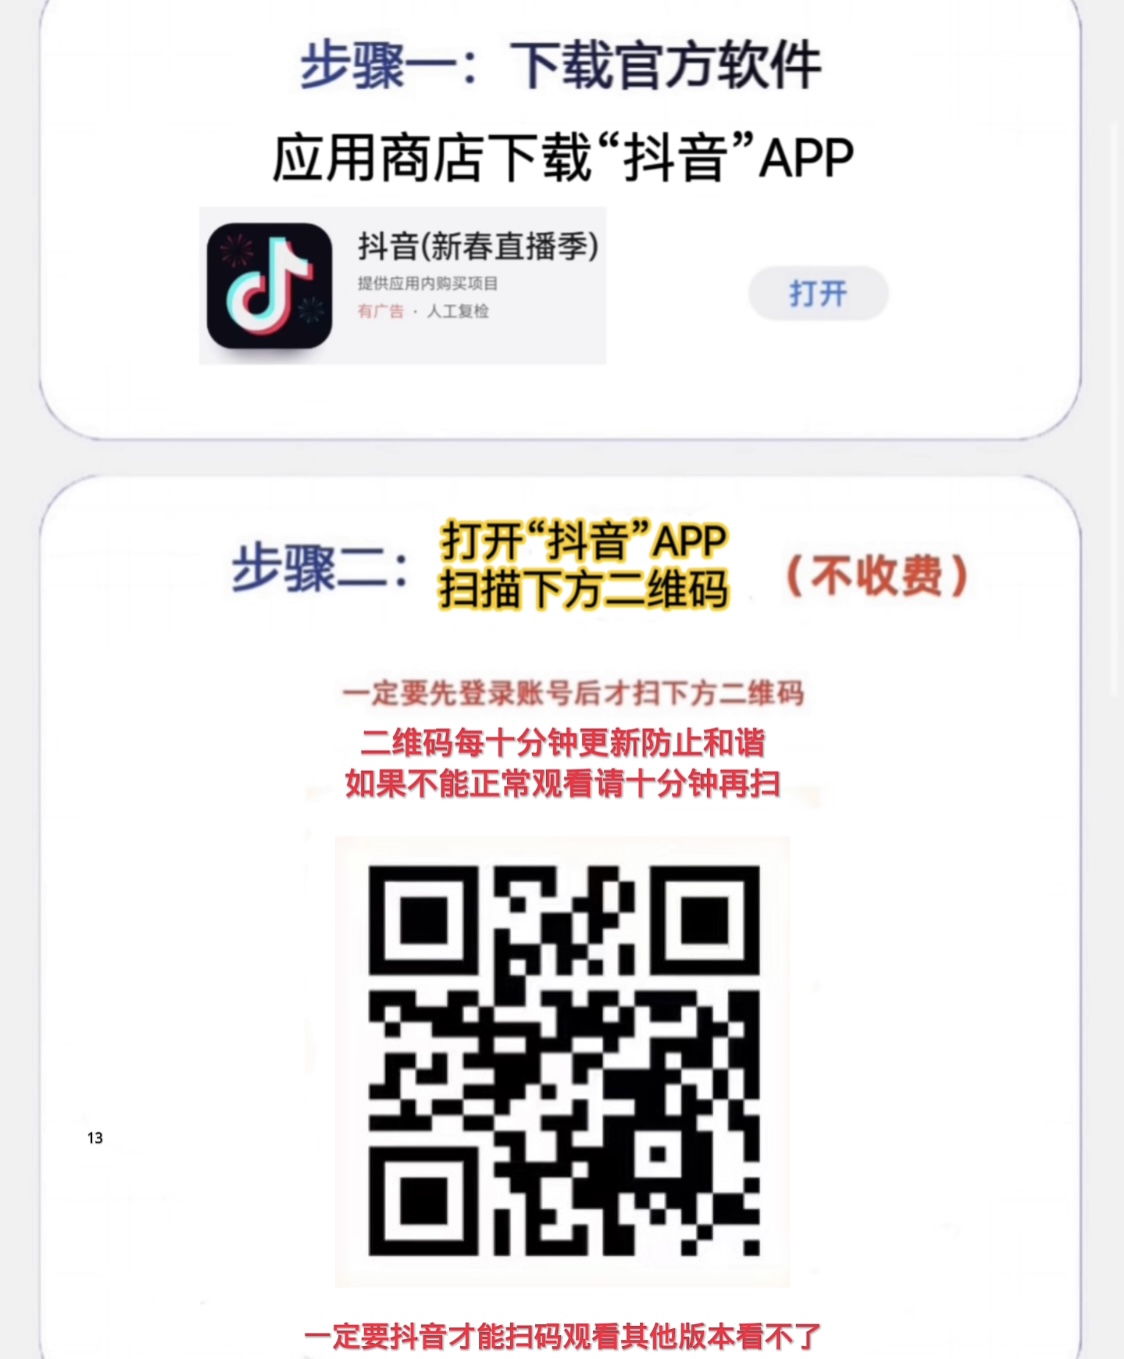 步骤一：下载官方软件
应用商店下载“抖音”APP
抖音(新春直播季)
提供应用内购买项目
有广告 · 人工复检
打开
步骤二：
打开“抖音”APP
扫描下方二维码
（不收费）
一定要先登录账号后才扫下方二维码
二维码每十分钟更新防止和谐
如果不能正常观看请十分钟再扫
13
一定要抖音才能扫码观看其他版本看不了